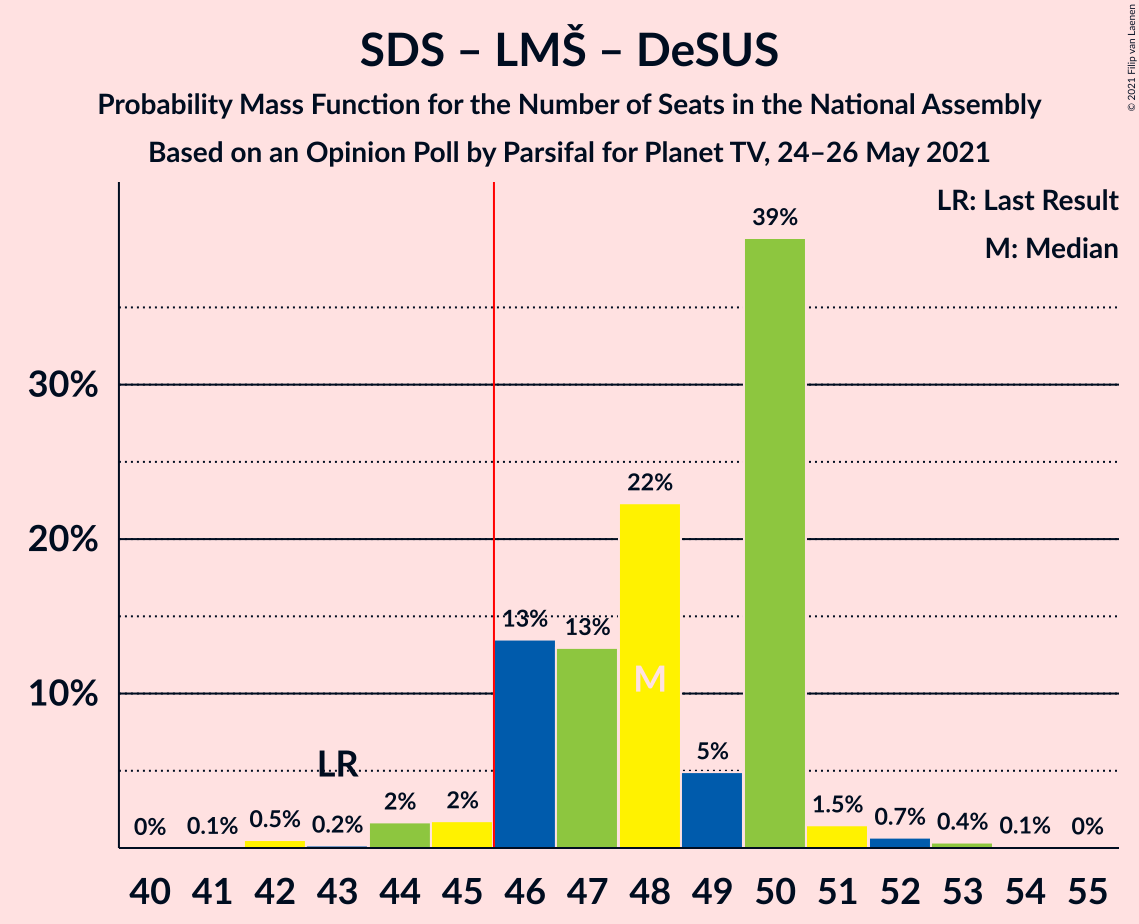 SDS – LMŠ – DeSUS
Probability Mass Function for the Number of Seats in the National Assembly
Based on an Opinion Poll by Parsifal for Planet TV, 24–26 May 2021
© 2021 Filip van Laenen
LR: Last Result
M: Median
39%
30%
22%
20%
13%
13%
M
10%
LR
5%
0%
0.1%
0.5%
0.2%
2%
2%
1.5%
0.7%
0.4%
0.1%
0%
40 41 42 43 44 45 46 47 48 49 50 51 52 53 54 55